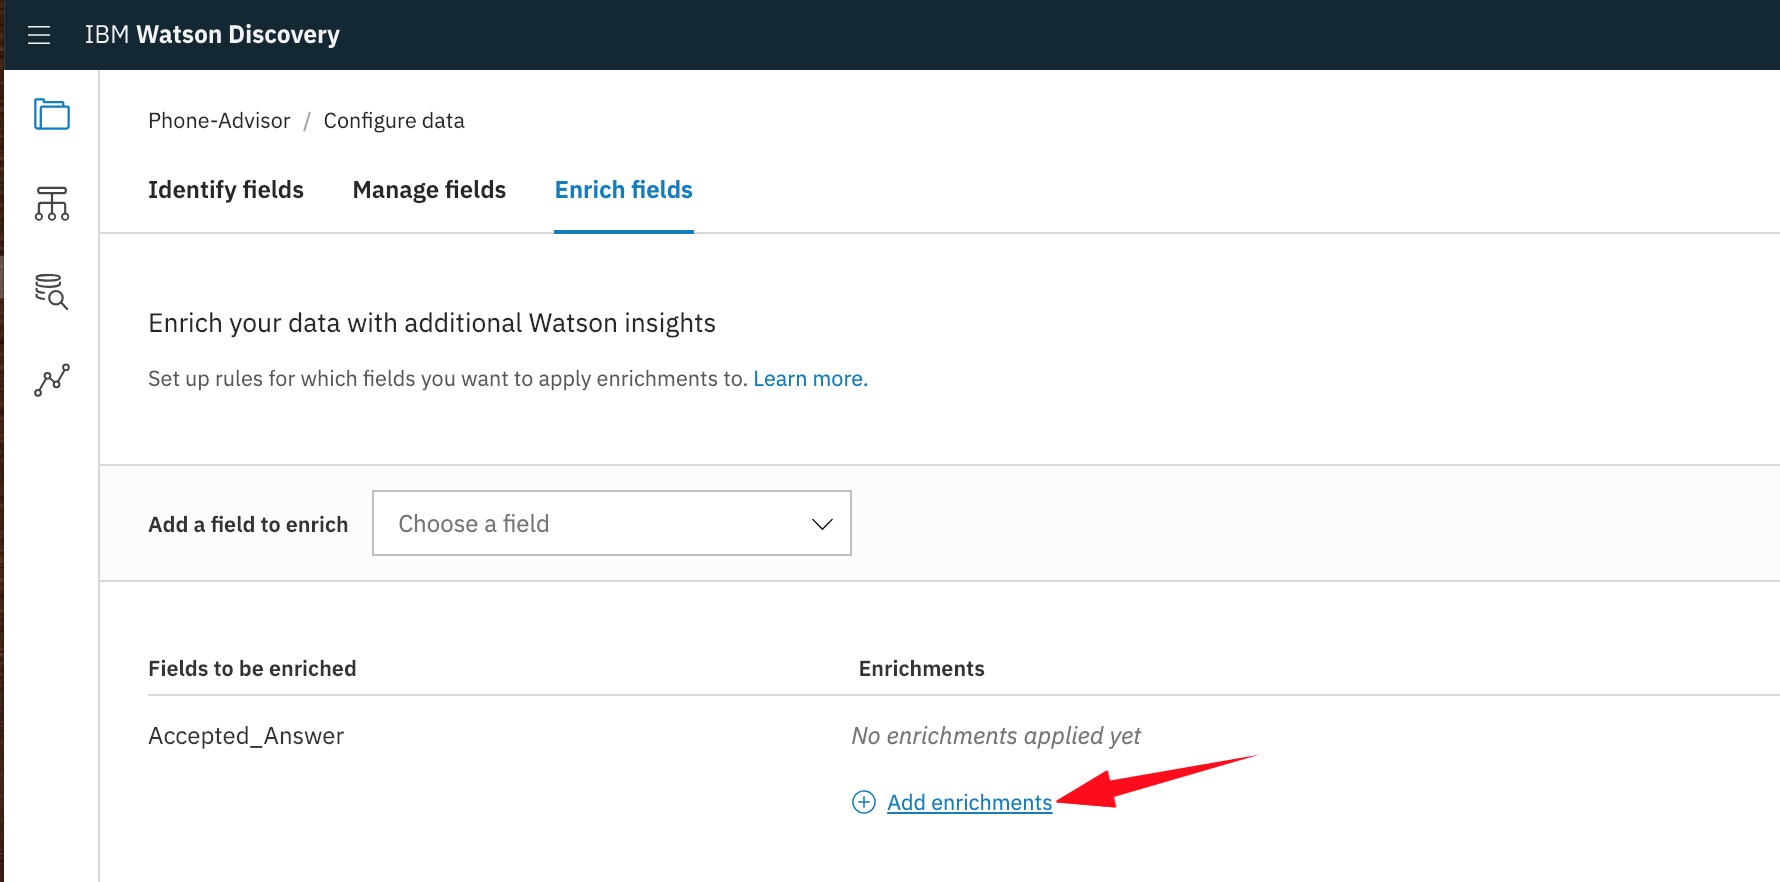 IBM Watson Discovery
Phone-Advisor / Configure data
Identify fields Manage fields Enrich fields
Enrich your data with additional Watson insights
Set up rules for which fields you want to apply enrichments to. Learn more.
Add a field to enrich Choose a field
Fields to be enriched Enrichments
Accepted_Answer No enrichments applied yet
Add enrichments